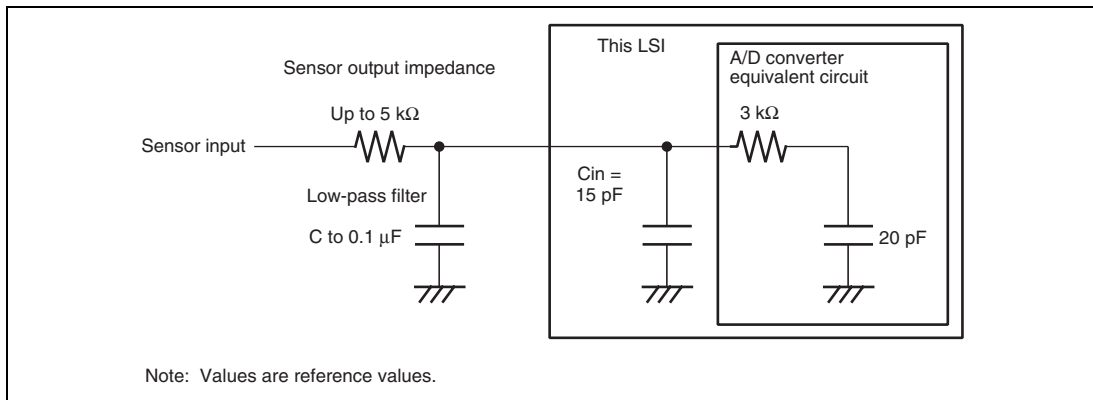 This LSI
A/D converter
equivalent circuit
Sensor output impedance
Up to 5 kΩ
3 kΩ
Sensor input
Cin =
15 pF
Low-pass filter
C to 0.1 μF
20 pF
Note: Values are reference values.